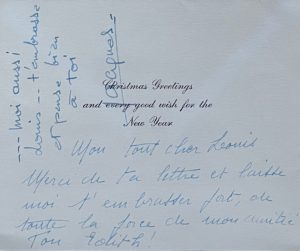 --- moi aussi
Louis -- t'embrasse
et pense bien
à toi
Agnes
Christmas Greetings
and every good wish for the
New Year
Mon tout cher Leonis
Merci de ta lettre et laisse
moi t'embrasser fort, de
toute la force de mon amitié
Ton Edith!